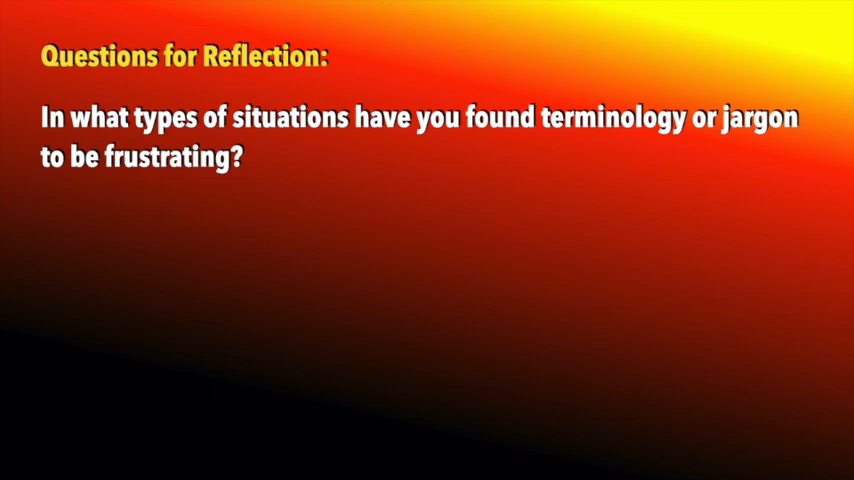 Questions for Reflection:
In what types of situations have you found terminology or jargon
to be frustrating?